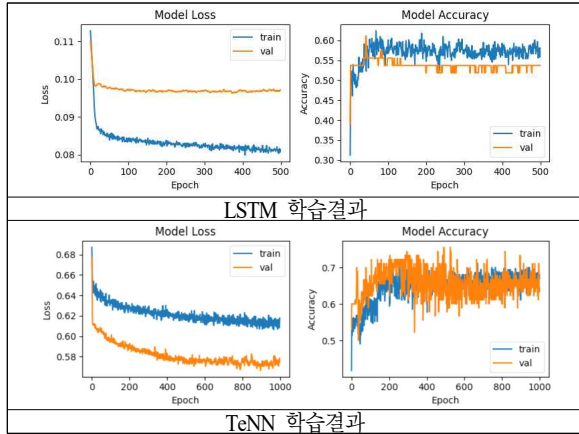 Model Loss
Model Accuracy
0.11
0.10
0.09
0.08
Loss
train
val
0 100 200 300 400 500
Epoch
0.60
0.55
0.50
0.45
0.40
0.35
0.30
Accuracy
train
val
0 100 200 300 400 500
Epoch
LSTM 학습결과
Model Loss
Model Accuracy
0.68
0.66
0.64
0.62
0.60
0.58
Loss
train
val
0 200 400 600 800 1000
Epoch
0.7
0.6
0.5
Accuracy
train
val
0 200 400 600 800 1000
Epoch
TeNN 학습결과